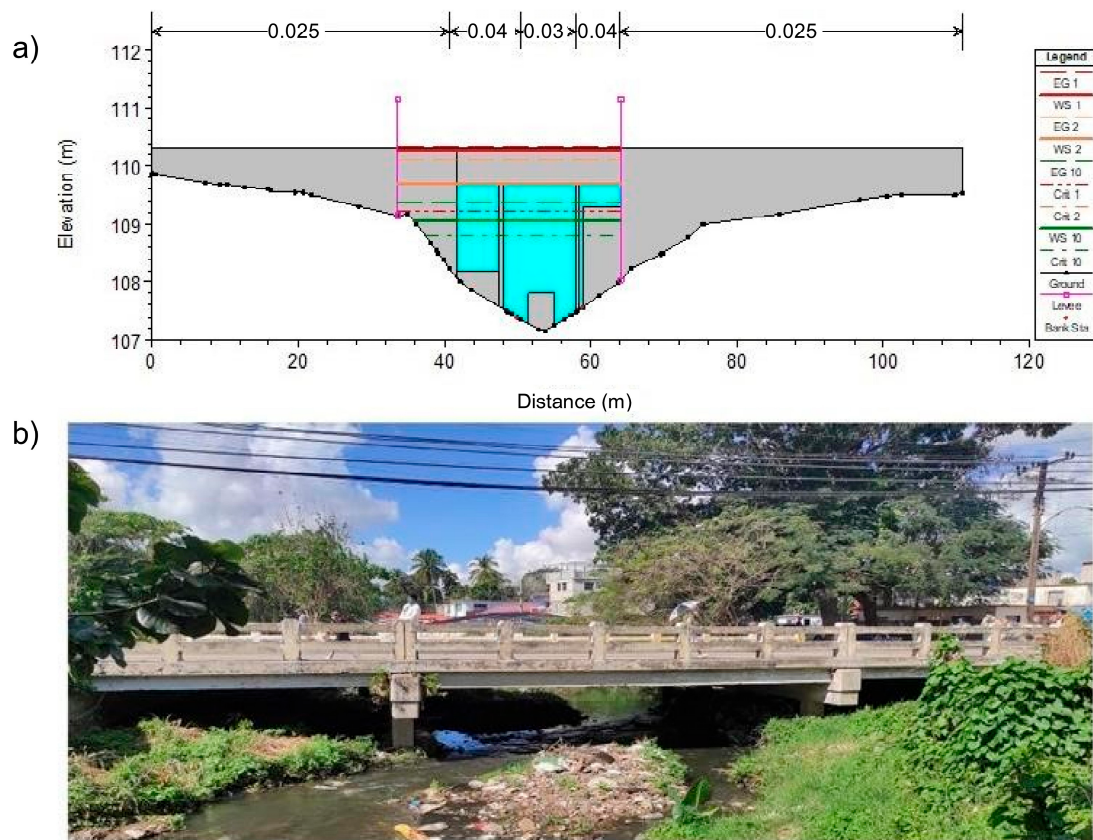 a)
0.025 0.04 0.03 0.04 0.025
112
111
110
109
108
107
Elevation (m)
0 20 40 60 80 100 120
Distance (m)
Legend
EG 1
WS 1
EG 2
WS 2
EG 10
Crit 1
Crit 2
WS 10
Crit 10
Ground
Levee
Bank Sta
b)